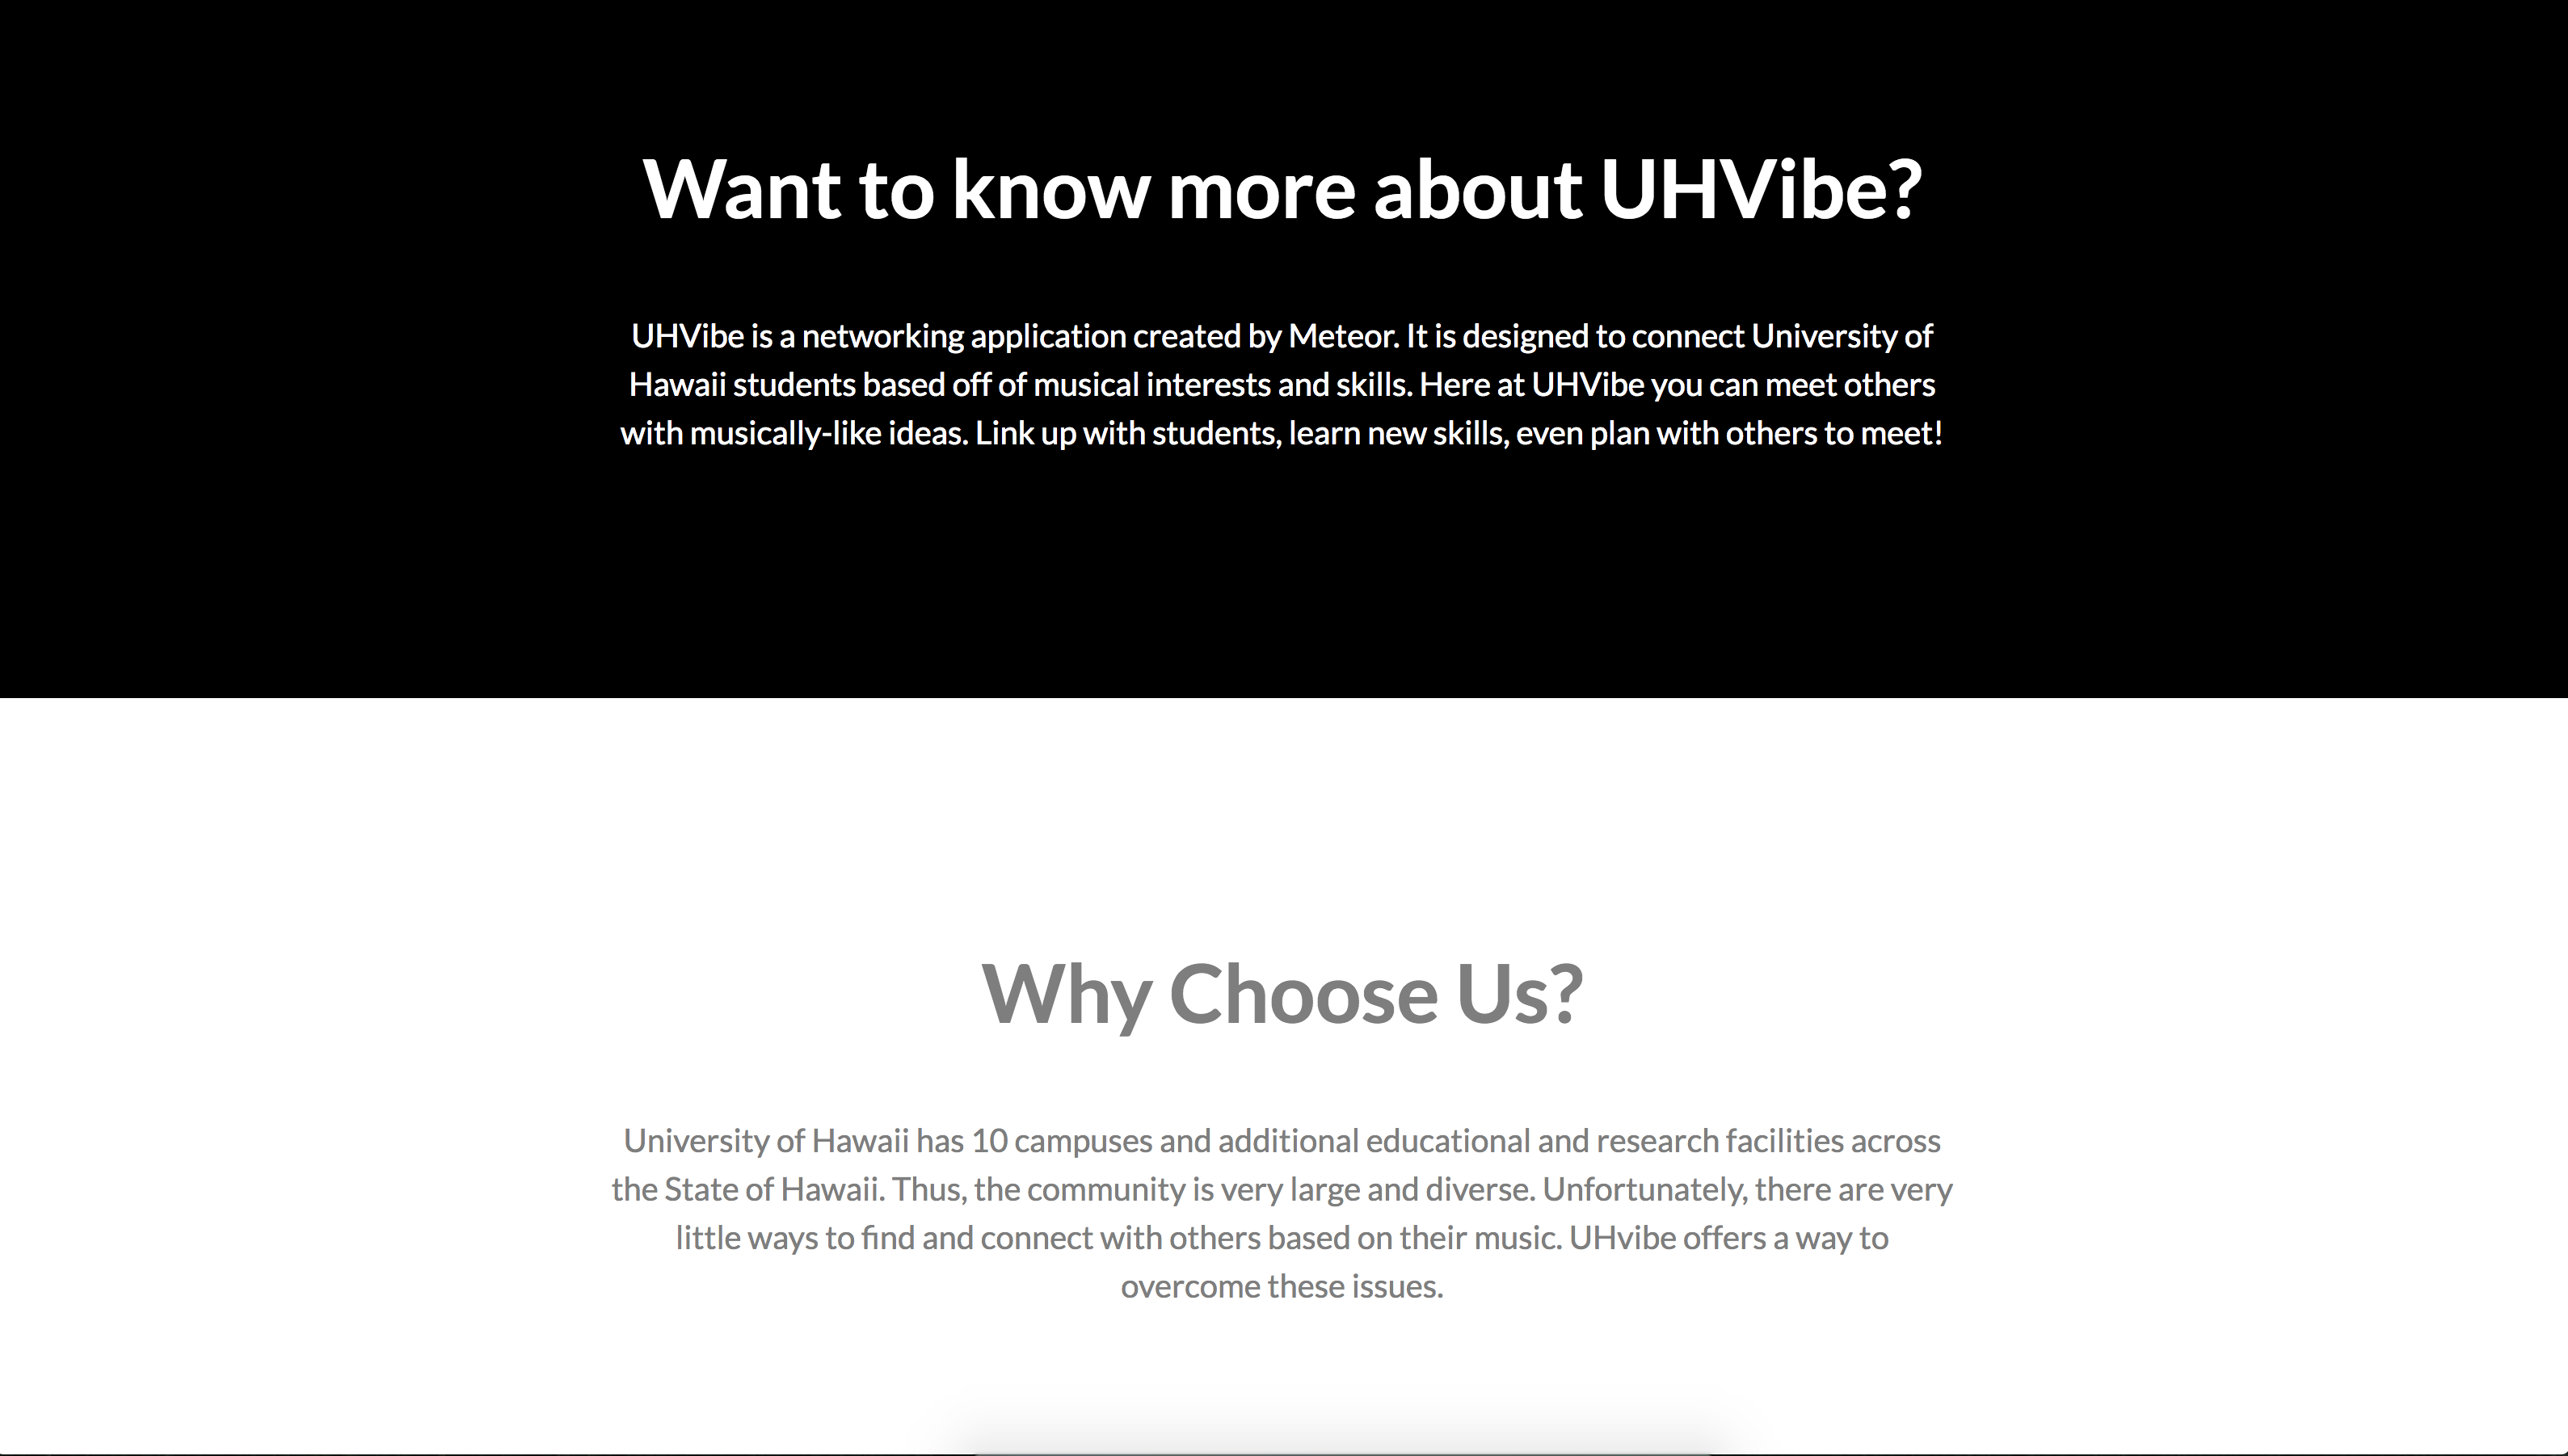 Want to know more about UHVibe?
UHVibe is a networking application created by Meteor. It is designed to connect University of
Hawaii students based off of musical interests and skills. Here at UHVibe you can meet others
with musically-like ideas. Link up with students, learn new skills, even plan with others to meet!
Why Choose Us?
University of Hawaii has 10 campuses and additional educational and research facilities across
the State of Hawaii. Thus, the community is very large and diverse. Unfortunately, there are very
little ways to find and connect with others based on their music. UHvibe offers a way to
overcome these issues.